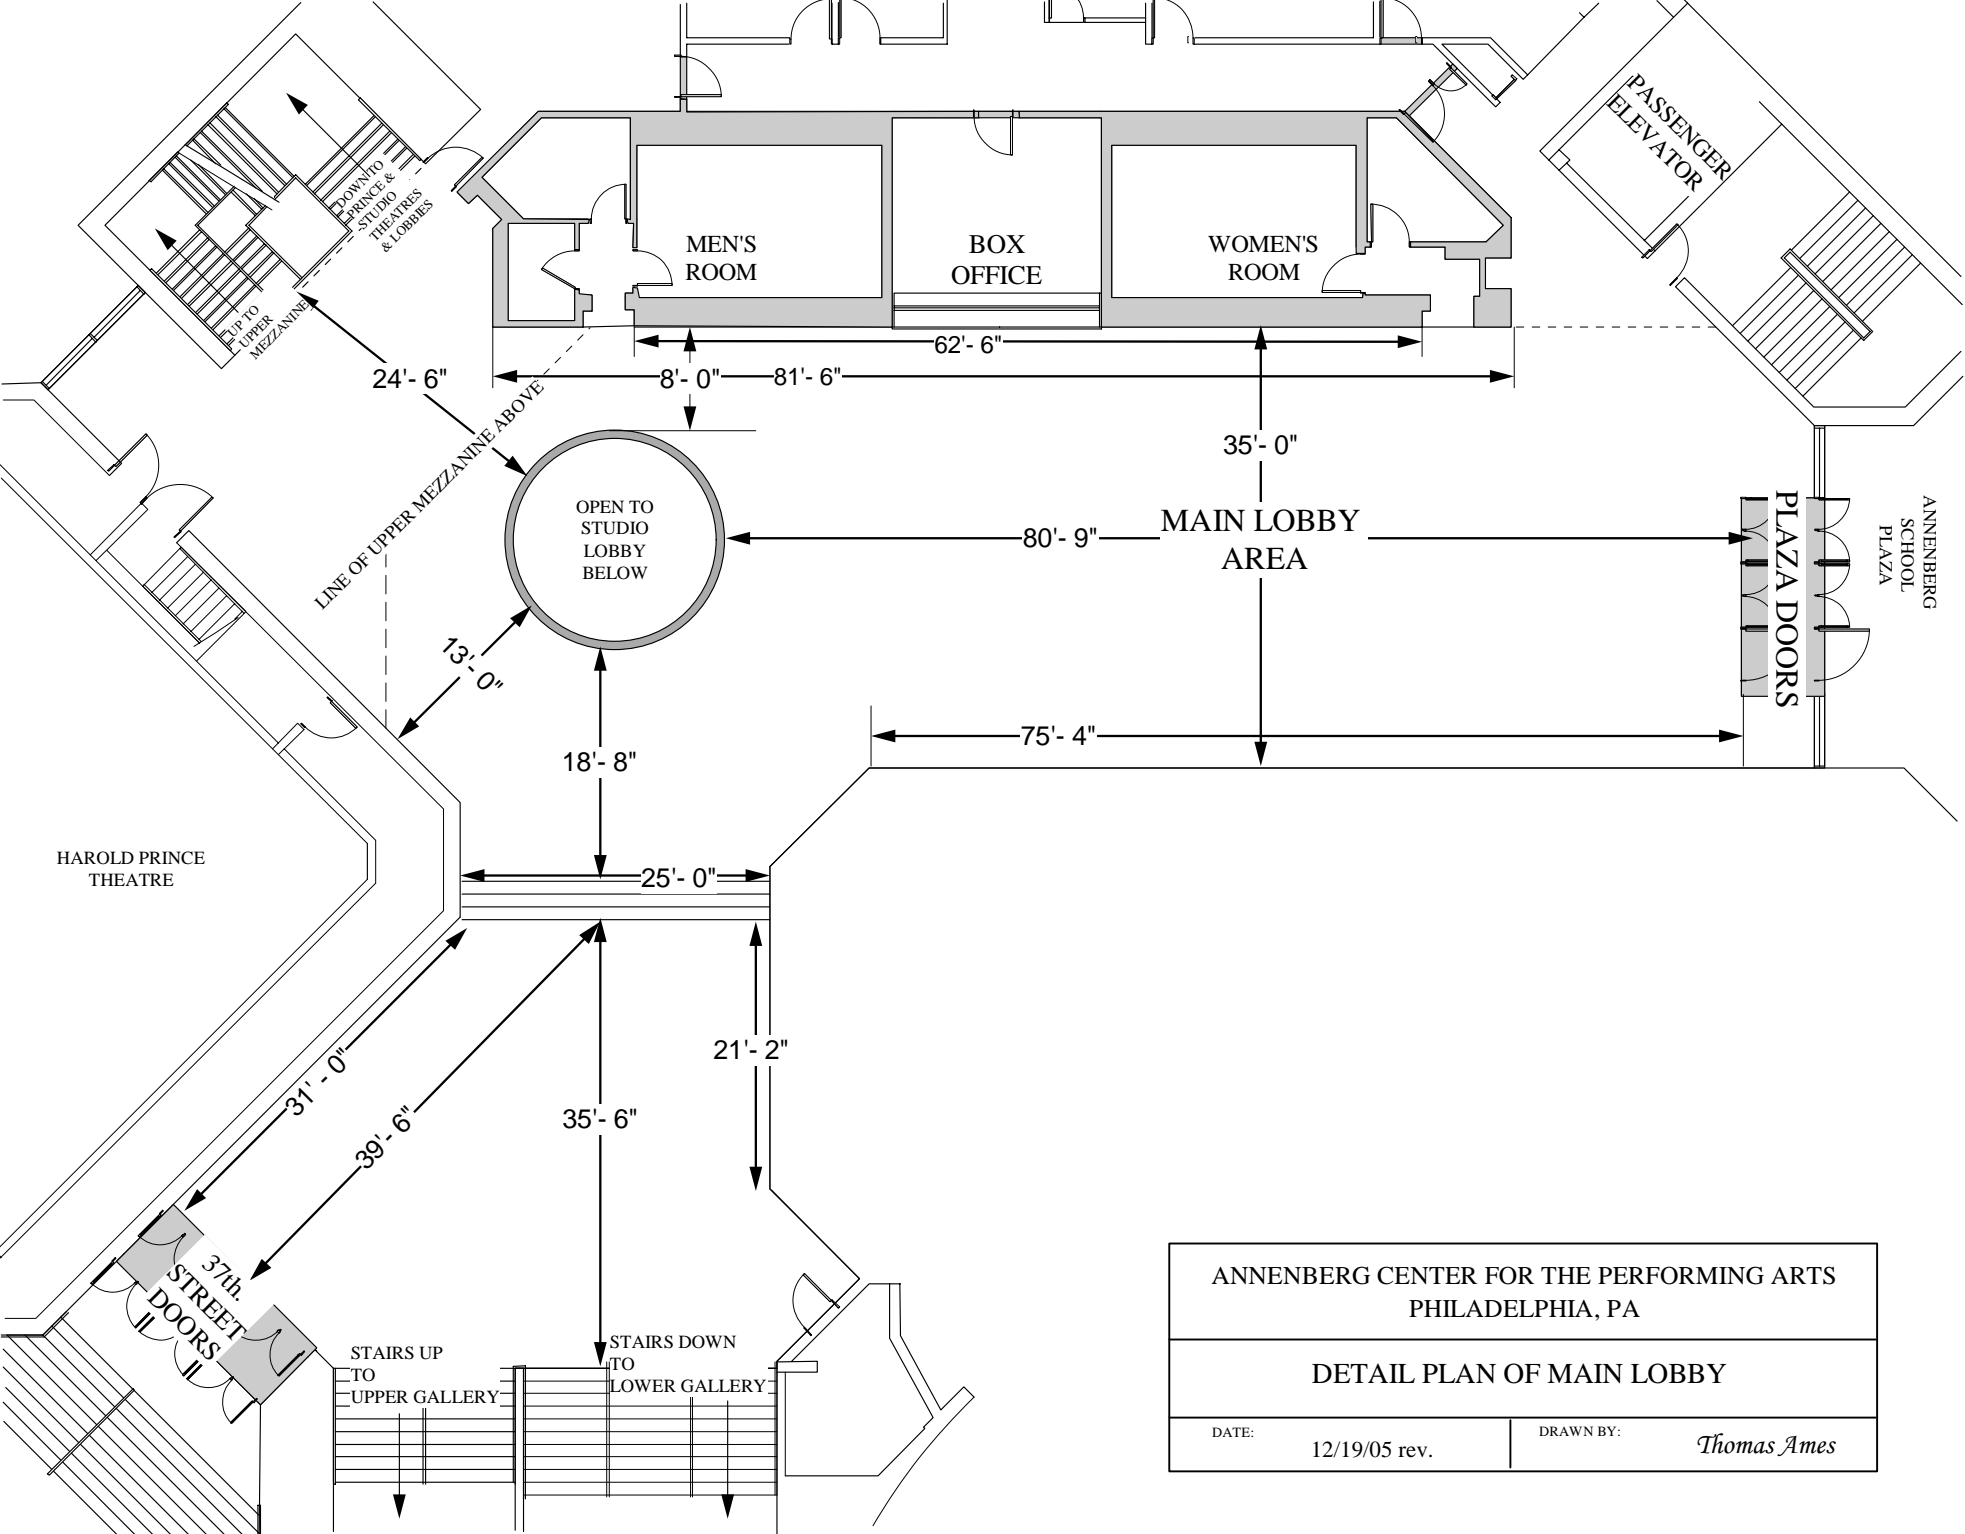 PASSENGER
ELEVATOR
DOWN TO
PRINCE &
STUDIO
THEATRES
& LOBBIES
UP TO
UPPER
MEZZANINE
MEN'S
ROOM
BOX
OFFICE
WOMEN'S
ROOM
62'- 6"
24'- 6"
8'- 0"
81'- 6"
LINE OF UPPER MEZZANINE ABOVE
35'- 0"
OPEN TO
STUDIO
LOBBY
BELOW
80'- 9"
MAIN LOBBY
AREA
PLAZA DOORS
ANNENBERG
SCHOOL
PLAZA
13'- 0"
18'- 8"
75'- 4"
HAROLD PRINCE
THEATRE
25'- 0"
31' - 0"
39'- 6"
35'- 6"
21'- 2"
37th.
STREET
DOORS
STAIRS UP
TO
UPPER GALLERY
STAIRS DOWN
TO
LOWER GALLERY
ANNENBERG CENTER FOR THE PERFORMING ARTS
PHILADELPHIA, PA
DETAIL PLAN OF MAIN LOBBY
DATE: 12/19/05 rev.
DRAWN BY: Thomas Ames